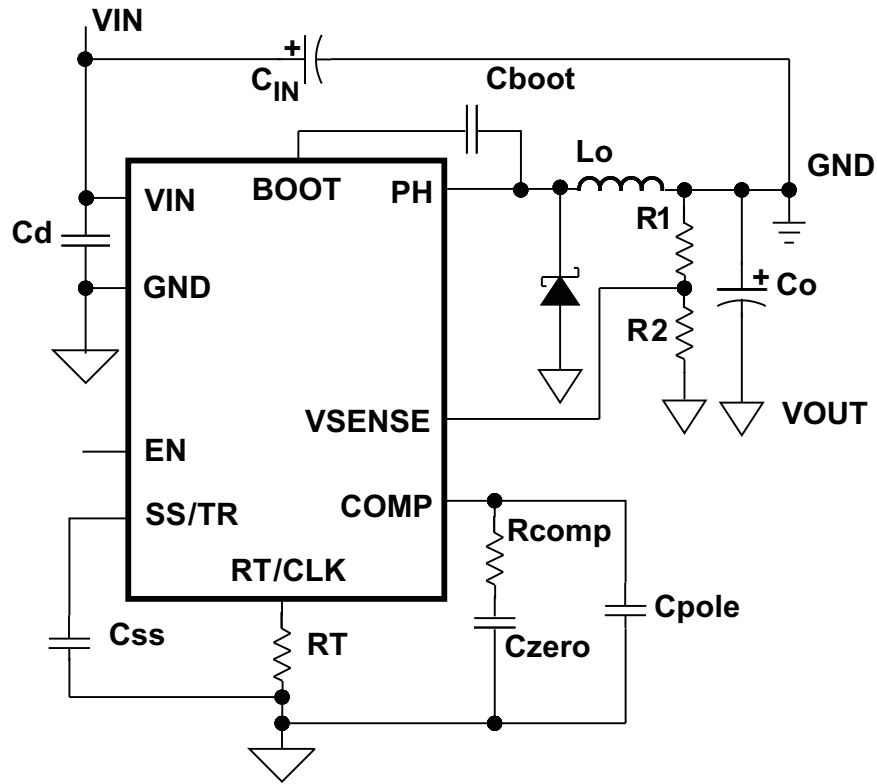 VIN
+
CIN
Cboot
Lo
GND
VIN
BOOT
PH
R1
Cd
GND
+
Co
R2
VSENSE
VOUT
EN
SS/TR
COMP
Rcomp
RT/CLK
Cpole
Css
RT
Czero